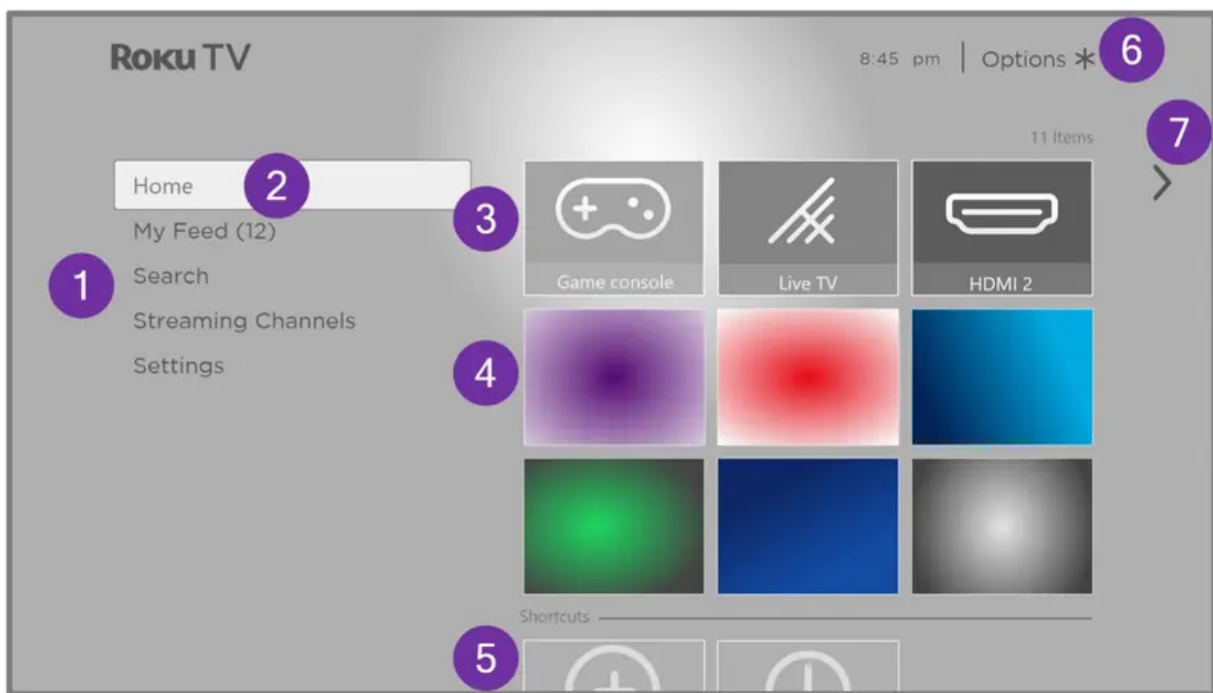 Roku TV
8:45 pm | Options *
6
11 Items
7
Home
2
My Feed (12)
1
Search
Streaming Channels
Settings
3
Game console
Live TV
HDMI 2
4
Shortcuts
5